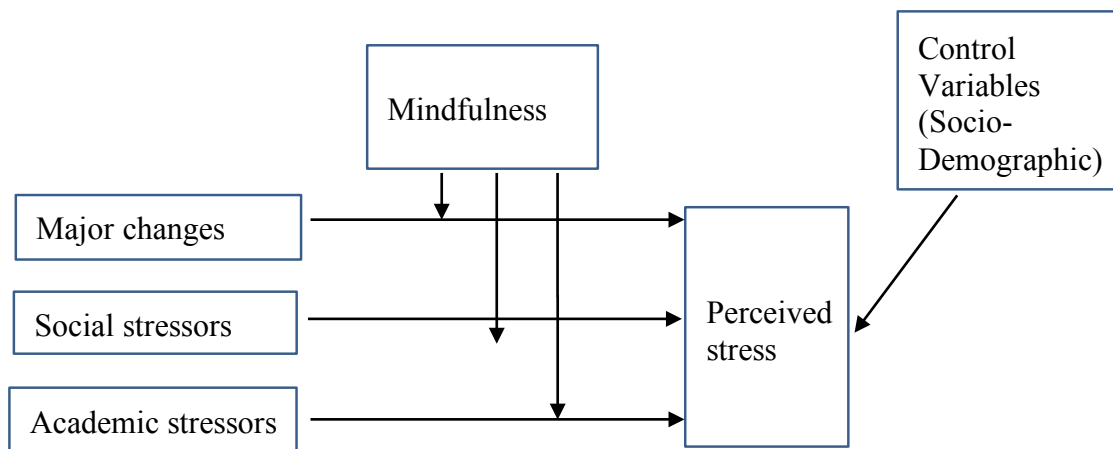 Mindfulness
Control
Variables
(Socio-
Demographic)
Major changes
Social stressors
Academic stressors
Perceived
stress